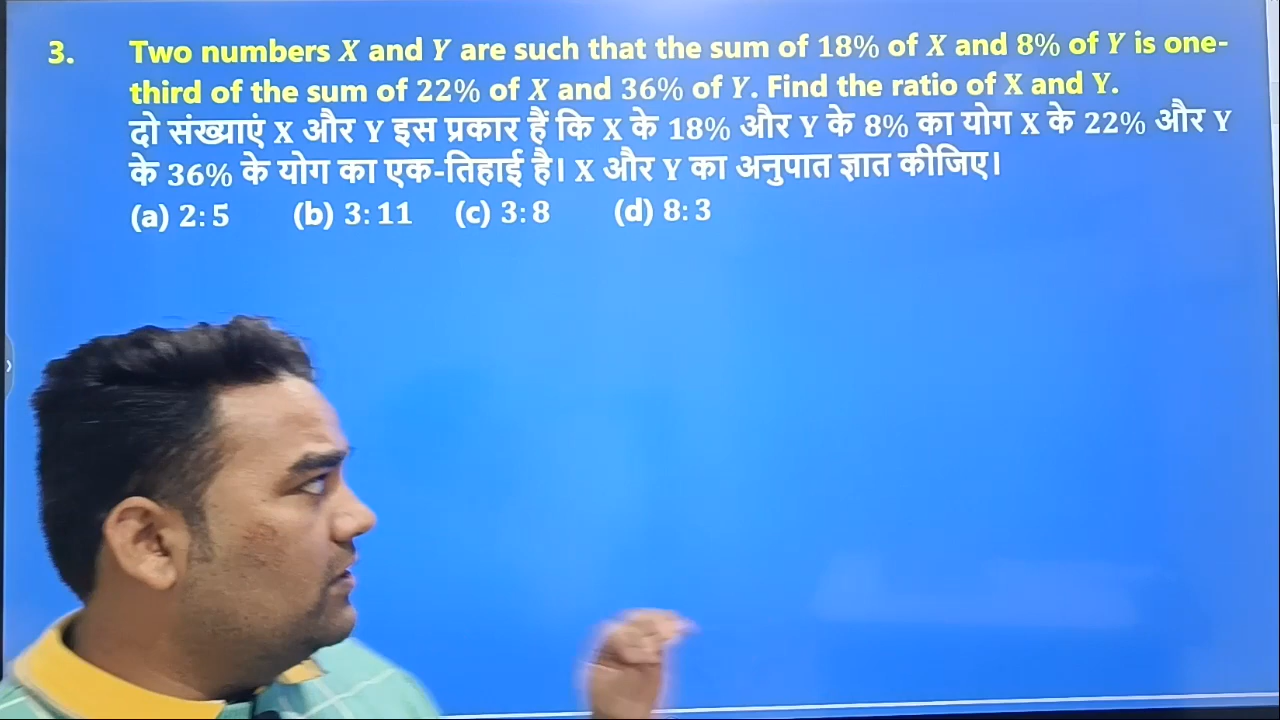 3. Two numbers X and Y are such that the sum of 18% of X and 8% of Y is one-
third of the sum of 22% of X and 36% of Y. Find the ratio of X and Y.
दो संख्याएं X और Y इस प्रकार हैं कि X के 18% और Y के 8% का योग X के 22% और Y
के 36% के योग का एक-तिहाई है। X और Y का अनुपात ज्ञात कीजिए।
(a) 2:5 (b) 3:11 (c) 3:8 (d) 8:3